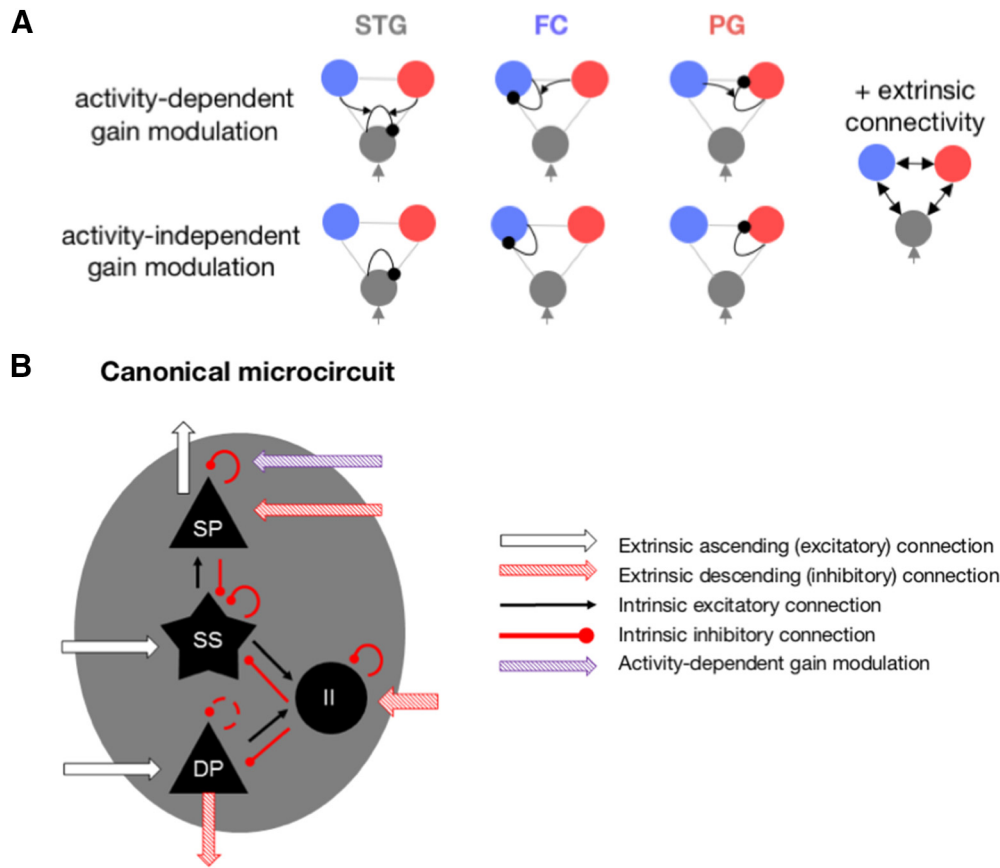 A
STG FC PG
activity-dependent
gain modulation
+ extrinsic
connectivity
activity-independent
gain modulation
B
Canonical microcircuit
SP
SS
II
DP
Extrinsic ascending (excitatory) connection
Extrinsic descending (inhibitory) connection
Intrinsic excitatory connection
Intrinsic inhibitory connection
Activity-dependent gain modulation